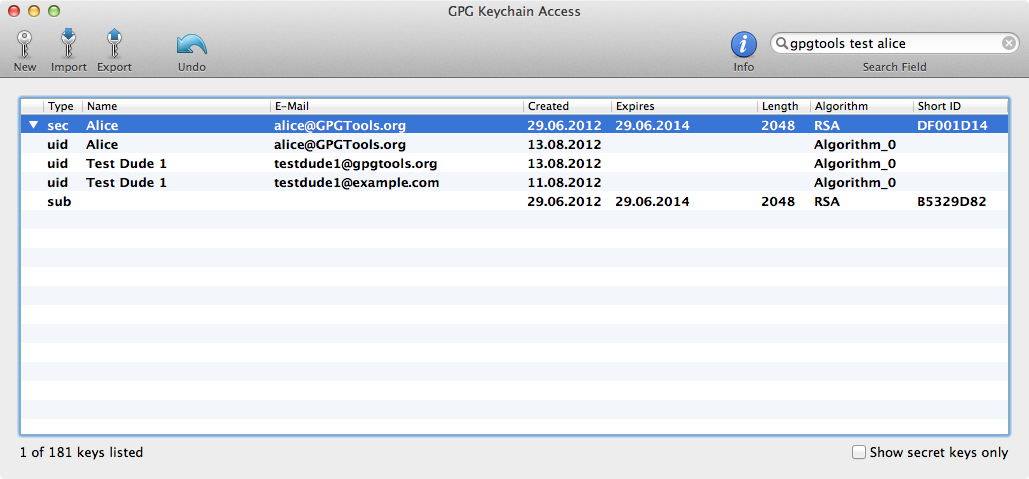 GPG Keychain Access
New Import Export Undo Info gpgtools test alice
Search Field
Type Name E-Mail Created Expires Length Algorithm Short ID
sec Alice alice@GPGTools.org 29.06.2012 29.06.2014 2048 RSA DF001D14
uid Alice alice@GPGTools.org 13.08.2012 Algorithm_0
uid Test Dude 1 testdude1@gpgtools.org 13.08.2012 Algorithm_0
uid Test Dude 1 testdude1@example.com 11.08.2012 Algorithm_0
sub 29.06.2012 29.06.2014 2048 RSA B5329D82
1 of 181 keys listed Show secret keys only